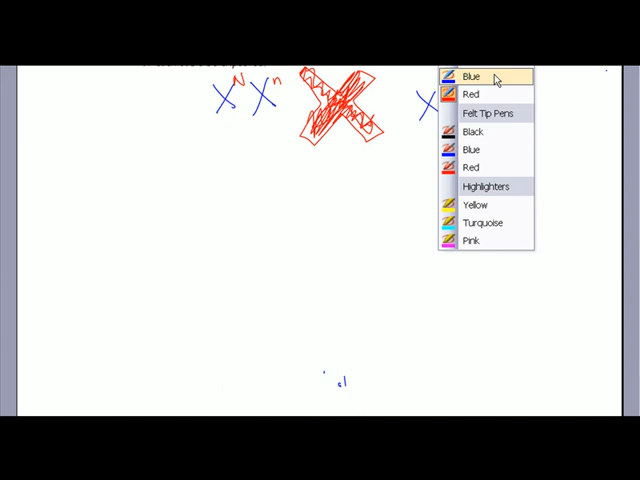 X^N X^n X X
Blue
Red
Felt Tip Pens
Black
Blue
Red
Highlighters
Yellow
Turquoise
Pink